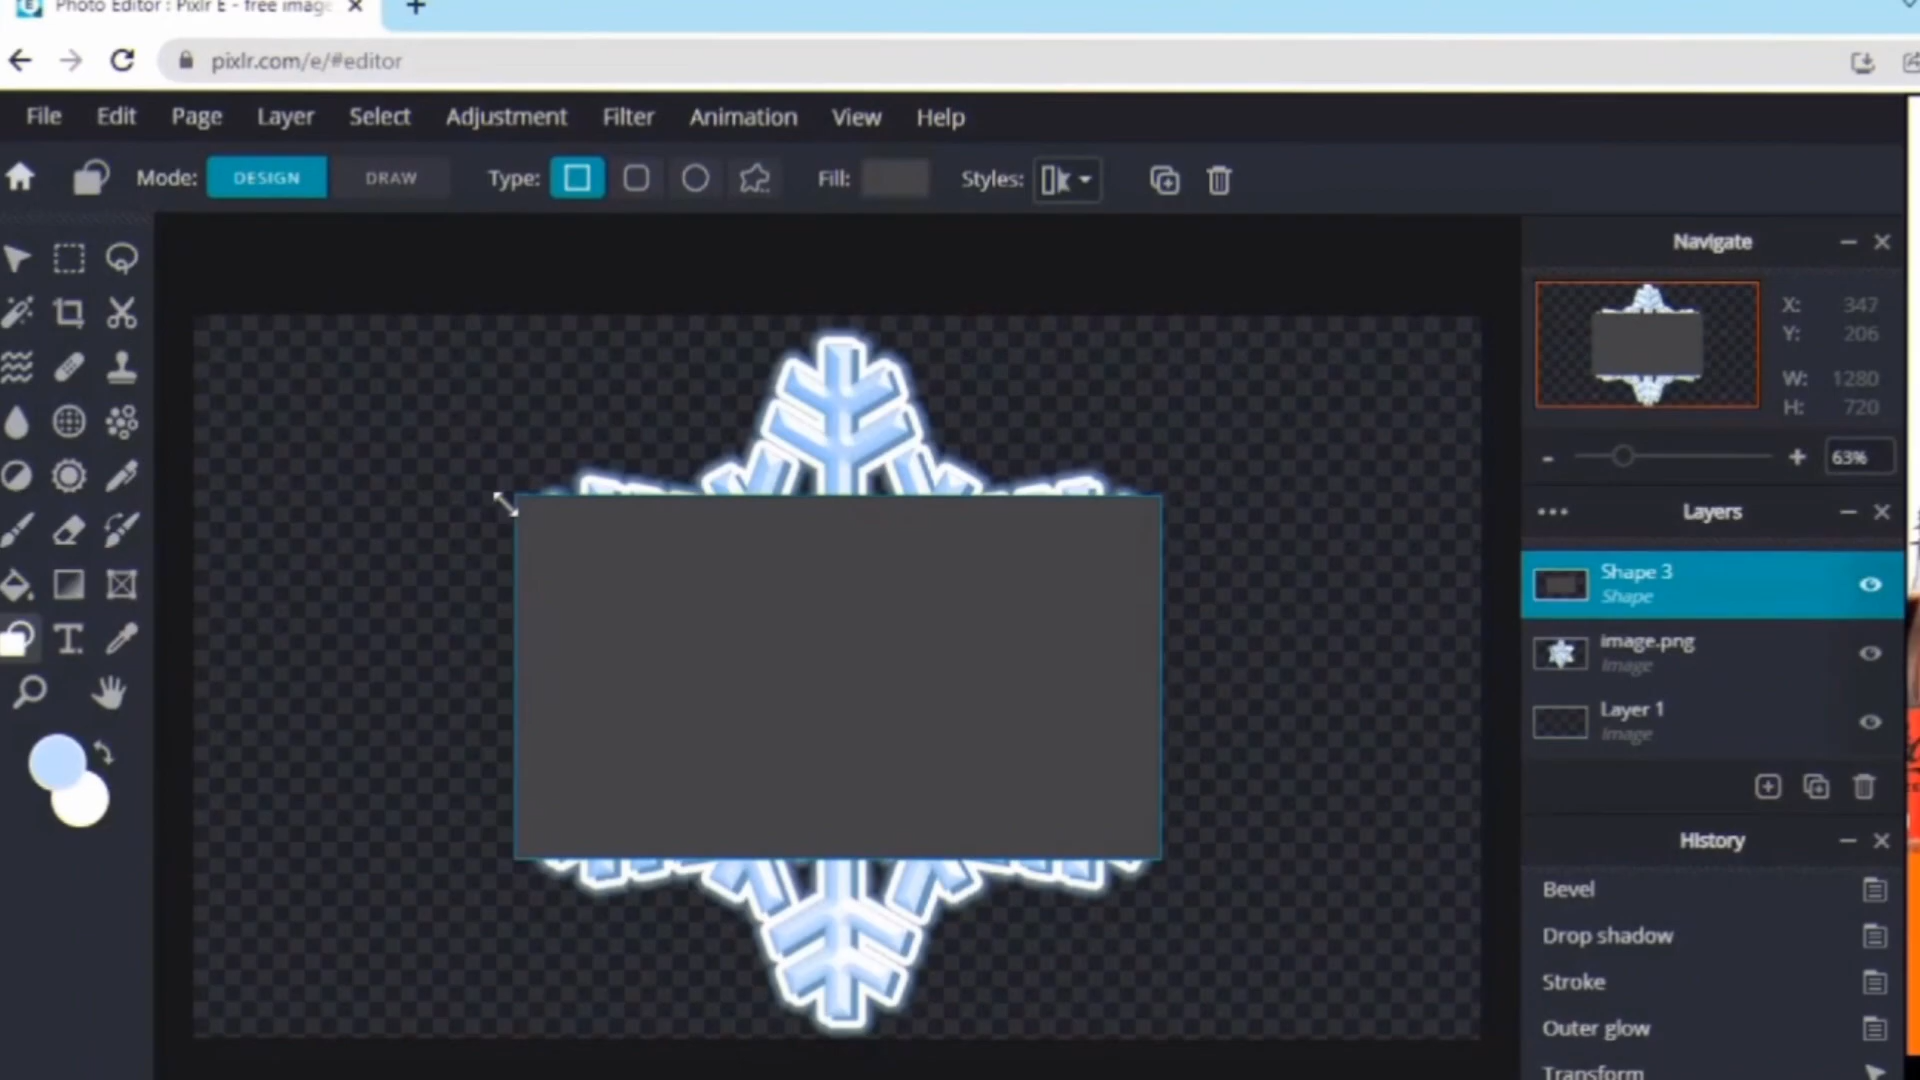 Photo Editor : Pixlr E - free image
pixlr.com/e/#editor
File Edit Page Layer Select Adjustment Filter Animation View Help
Mode: DESIGN DRAW Type: Fill: Styles:
Navigate
X: 347
Y: 206
W: 1280
H: 720
63%
Layers
Shape 3
Shape
image.png
Image
Layer 1
Image
History
Bevel
Drop shadow
Stroke
Outer glow
Transform